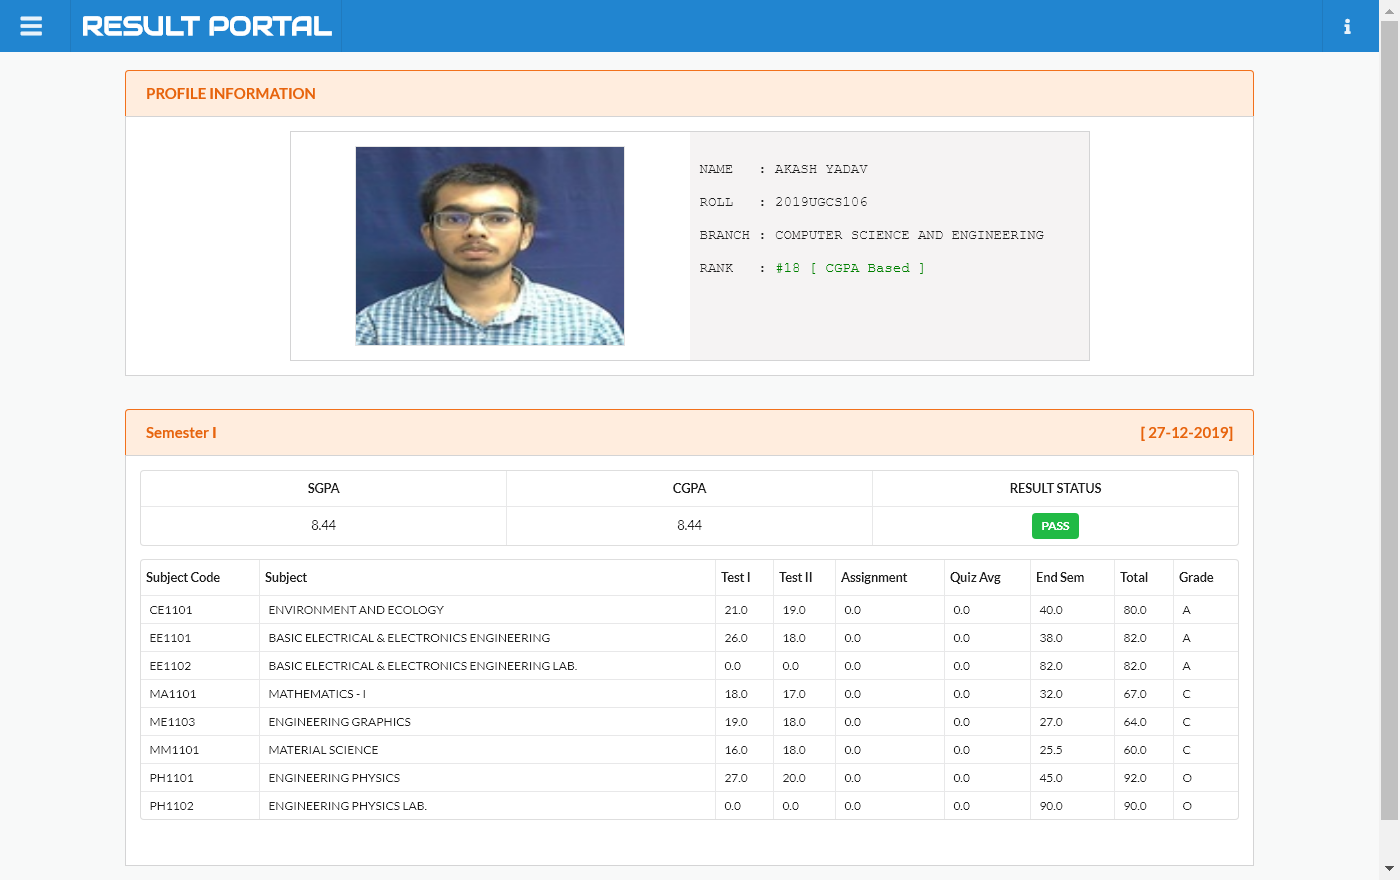 RESULT PORTAL
PROFILE INFORMATION
NAME : AKASH YADAV
ROLL : 2019UGCS106
BRANCH : COMPUTER SCIENCE AND ENGINEERING
RANK : #18 [ CGPA Based ]
Semester I [ 27-12-2019]
SGPA CGPA RESULT STATUS
8.44 8.44 PASS
Subject Code Subject Test I Test II Assignment Quiz Avg End Sem Total Grade
CE1101 ENVIRONMENT AND ECOLOGY 21.0 19.0 0.0 0.0 40.0 80.0 A
EE1101 BASIC ELECTRICAL & ELECTRONICS ENGINEERING 26.0 18.0 0.0 0.0 38.0 82.0 A
EE1102 BASIC ELECTRICAL & ELECTRONICS ENGINEERING LAB. 0.0 0.0 0.0 0.0 82.0 82.0 A
MA1101 MATHEMATICS - I 18.0 17.0 0.0 0.0 32.0 67.0 C
ME1103 ENGINEERING GRAPHICS 19.0 18.0 0.0 0.0 27.0 64.0 C
MM1101 MATERIAL SCIENCE 16.0 18.0 0.0 0.0 25.5 60.0 C
PH1101 ENGINEERING PHYSICS 27.0 20.0 0.0 0.0 45.0 92.0 O
PH1102 ENGINEERING PHYSICS LAB. 0.0 0.0 0.0 0.0 90.0 90.0 O